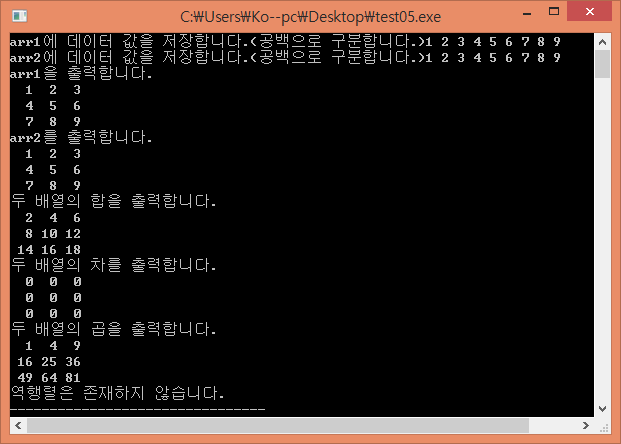 C:\Users\Ko--pc\Desktop\test05.exe
arr1에 데이터 값을 저장합니다.(공백으로 구분합니다.)1 2 3 4 5 6 7 8 9
arr2에 데이터 값을 저장합니다.(공백으로 구분합니다.)1 2 3 4 5 6 7 8 9
arr1을 출력합니다.
1 2 3
4 5 6
7 8 9
arr2를 출력합니다.
1 2 3
4 5 6
7 8 9
두 배열의 합을 출력합니다.
2 4 6
8 10 12
14 16 18
두 배열의 차를 출력합니다.
0 0 0
0 0 0
0 0 0
두 배열의 곱을 출력합니다.
1 4 9
16 25 36
49 64 81
역행렬은 존재하지 않습니다.
--------------------------------